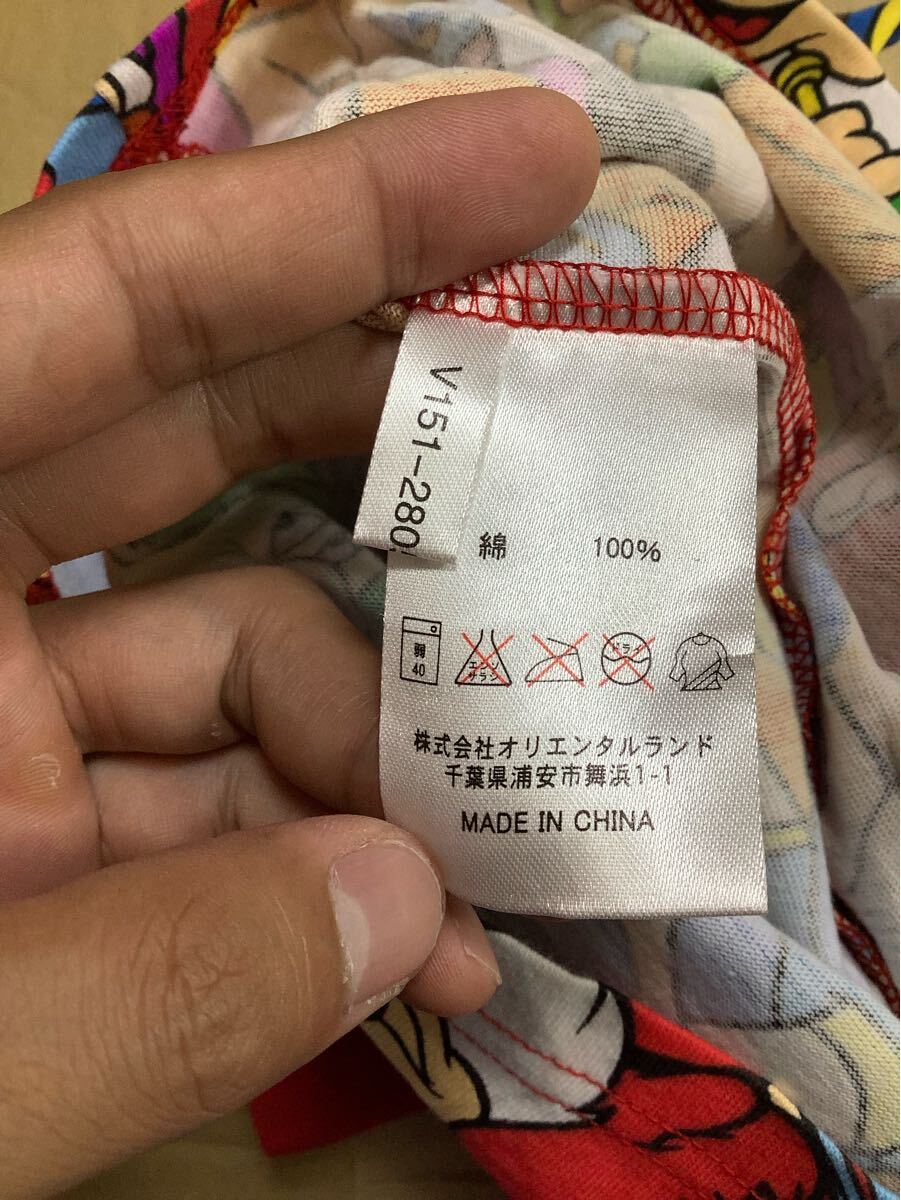 V151-280
綿 100%
弱
40
エンソ
サラシ
ドライ
株式会社オリエンタルランド
千葉県浦安市舞浜1-1
MADE IN CHINA